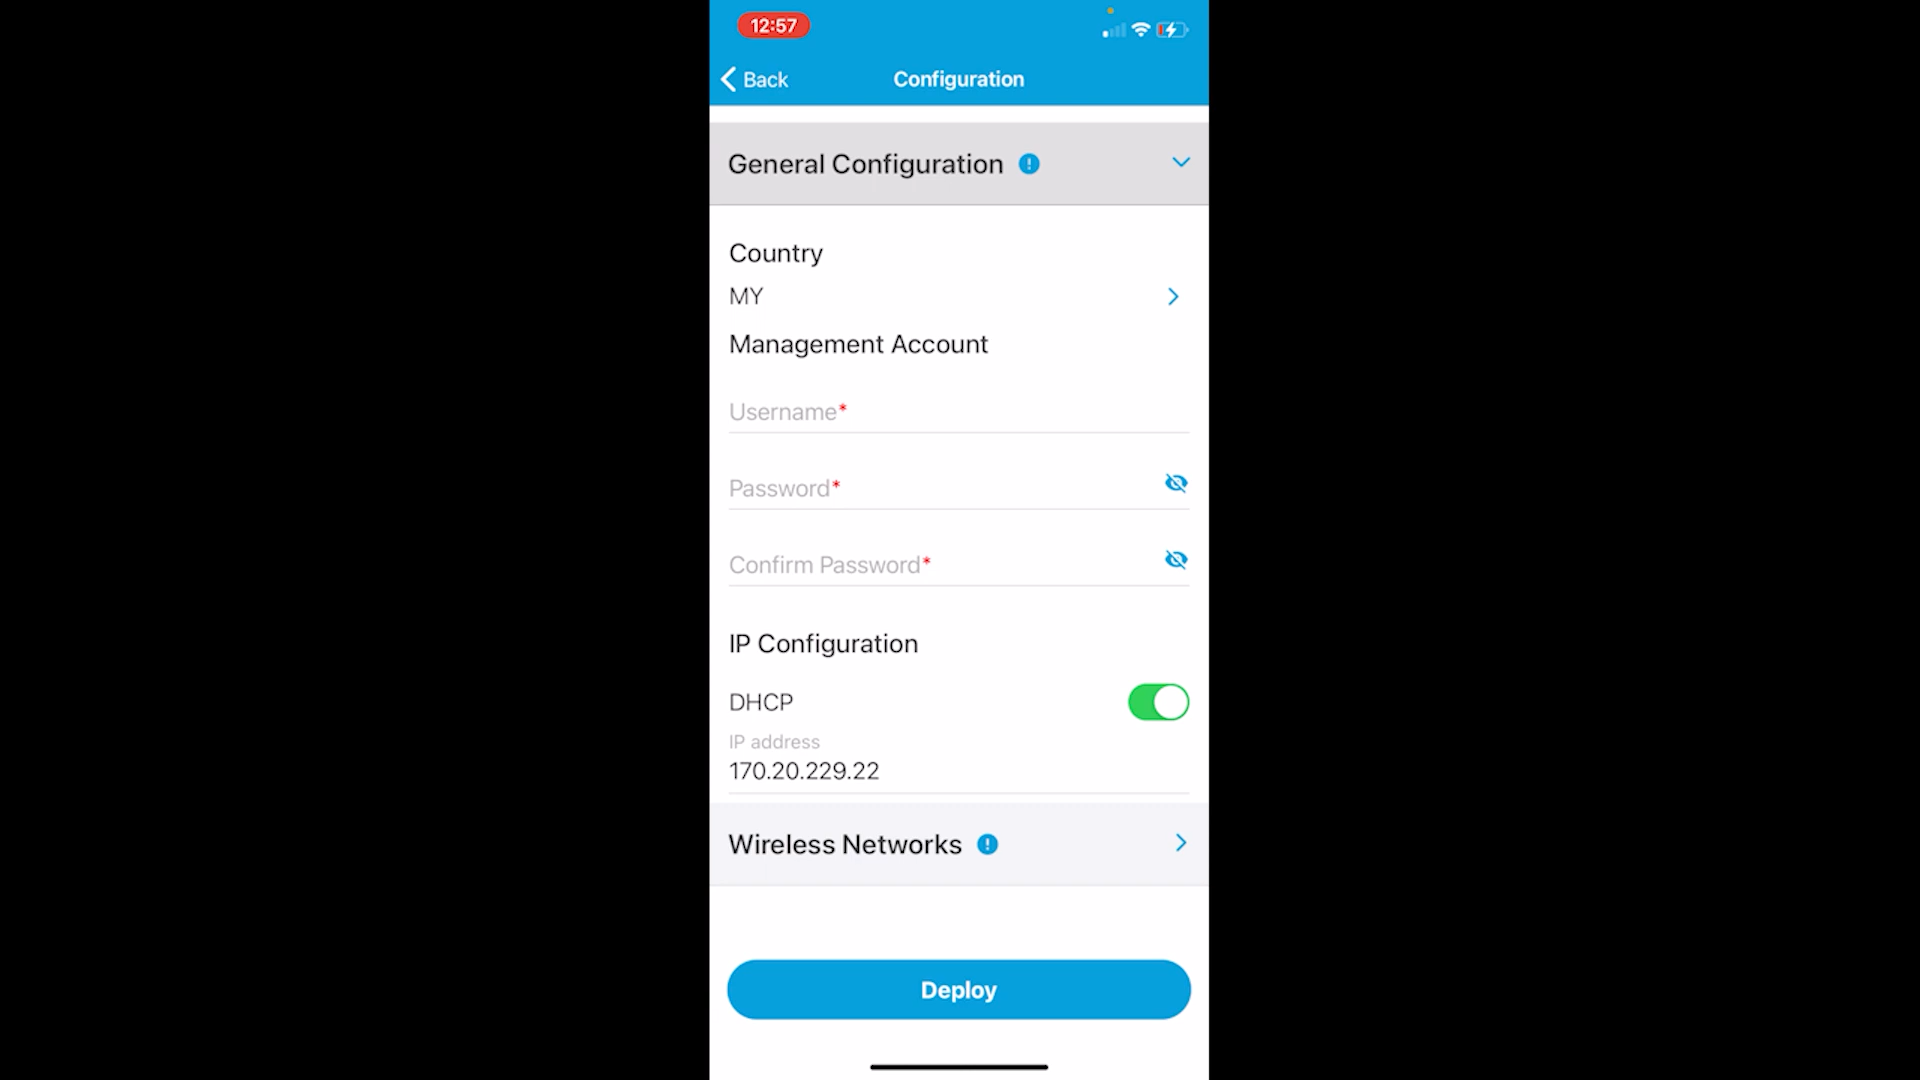 12:57
Back
Configuration
General Configuration
Country
MY
Management Account
Username*
Password*
Confirm Password*
IP Configuration
DHCP
IP address
170.20.229.22
Wireless Networks
Deploy